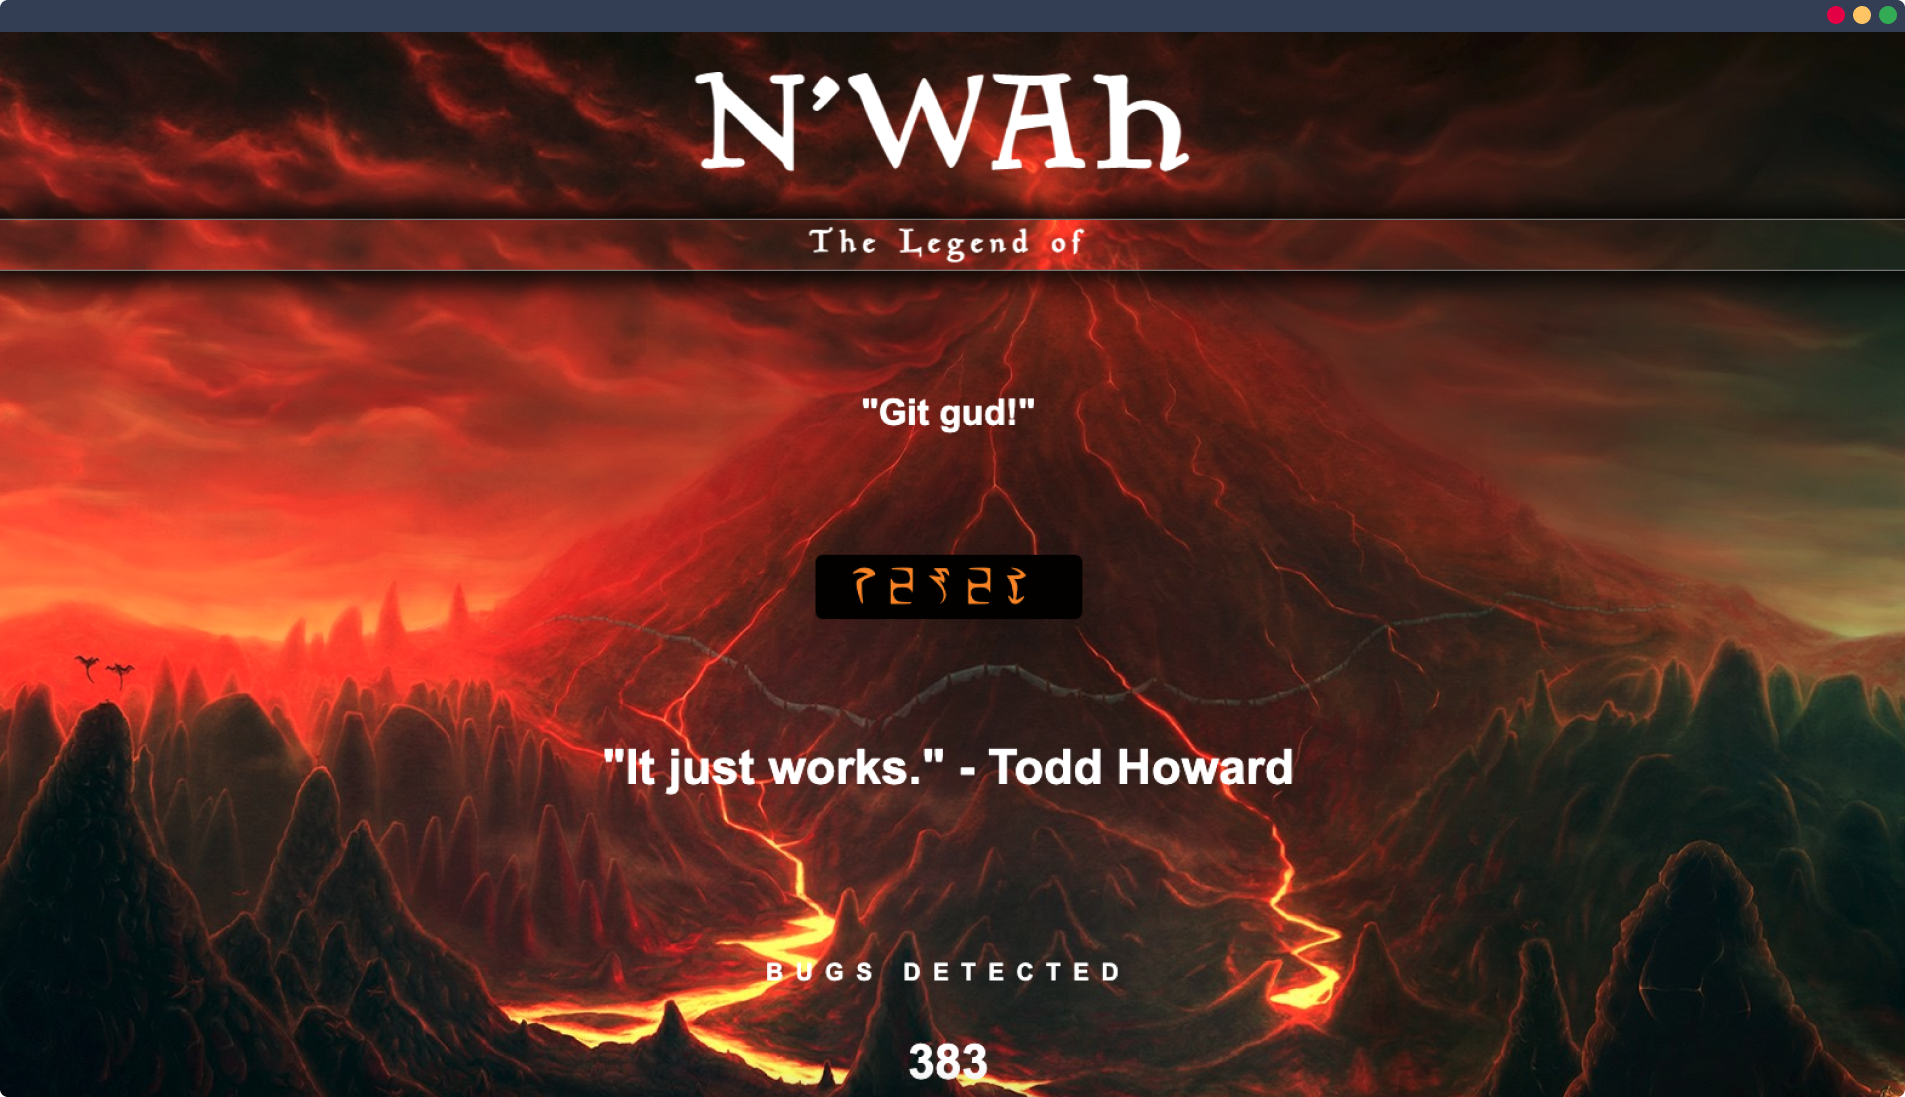 N'WAh
The Legend of
"Git gud!"
"It just works." - Todd Howard
BUGS DETECTED
383